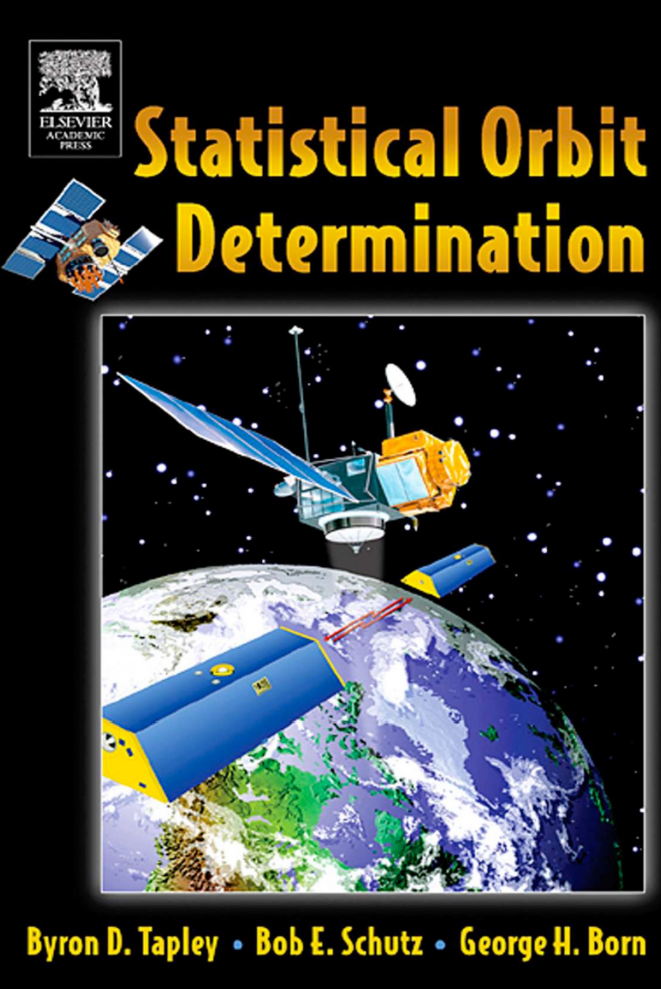 ELSEVIER
ACADEMIC
PRESS
Statistical Orbit
Determination
Byron D. Tapley • Bob E. Schutz • George H. Born